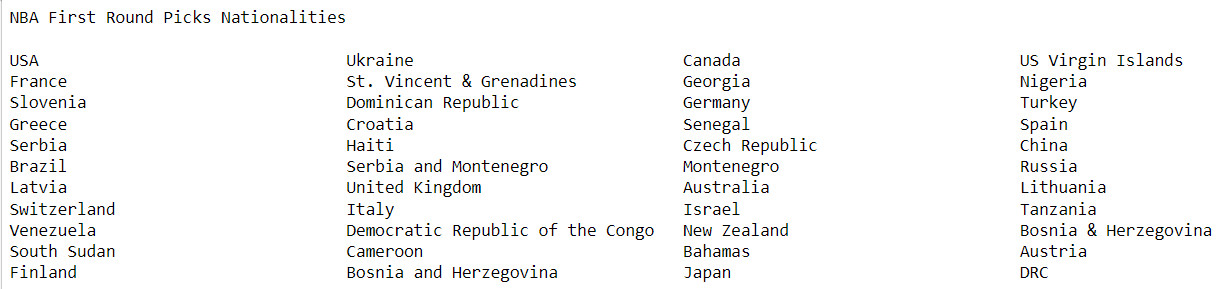 NBA First Round Picks Nationalities
USA Ukraine Canada US Virgin Islands
France St. Vincent & Grenadines Georgia Nigeria
Slovenia Dominican Republic Germany Turkey
Greece Croatia Senegal Spain
Serbia Haiti Czech Republic China
Brazil Serbia and Montenegro Montenegro Russia
Latvia United Kingdom Australia Lithuania
Switzerland Italy Israel Tanzania
Venezuela Democratic Republic of the Congo New Zealand Bosnia & Herzegovina
South Sudan Cameroon Bahamas Austria
Finland Bosnia and Herzegovina Japan DRC